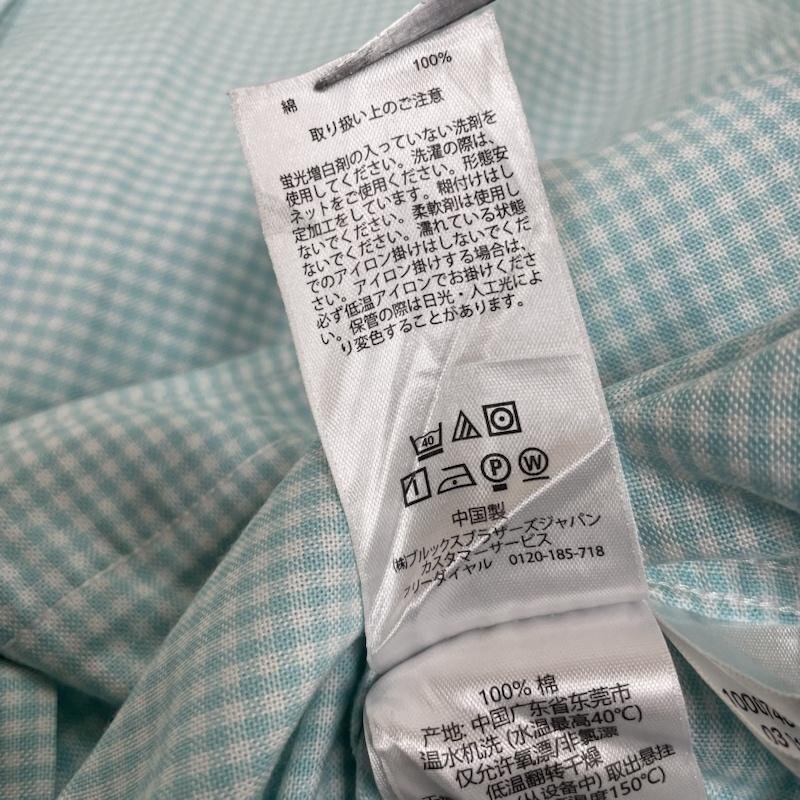 綿 100%
取り扱い上のご注意
蛍光増白剤の入っていない洗剤を
使用してください。洗濯の際は、
ネットをご使用ください。形態安
定加工をしています。糊付けはし
ないでください。柔軟剤は使用し
ないでください。濡れている状態
でのアイロン掛けはしないでくだ
さい。アイロン掛けする場合は、
必ず低温アイロンでお掛けくださ
い。保管の際は日光・人工光によ
り変色することがあります。
40
P W
中国製
(株)ブルックスブラザーズジャパン
カスタマーサービス
フリーダイヤル 0120-185-718
100% 棉
产地: 中国广东省东莞市
温水机洗 (水温最高40℃)
仅允许氧漂/非氯漂
低温翻转干燥
(从设备中) 取出悬挂
温度150℃)